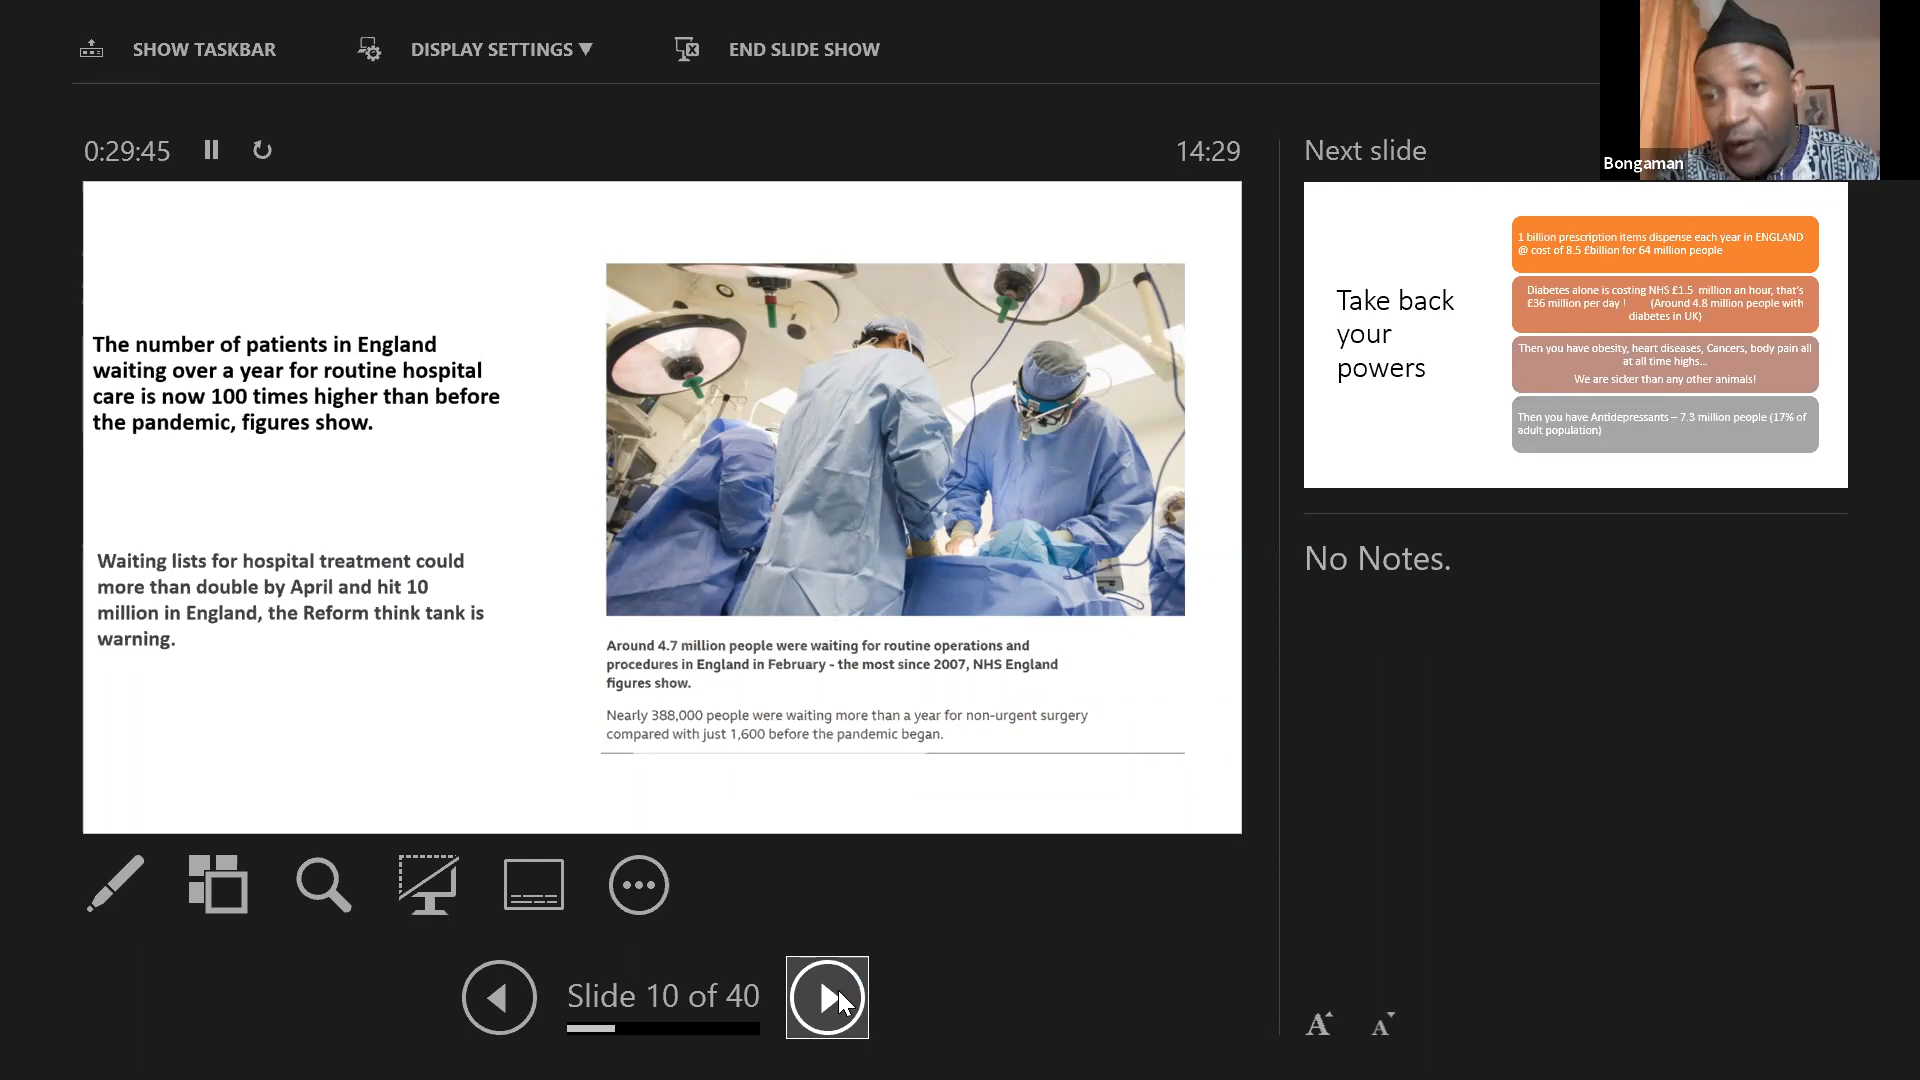 SHOW TASKBAR
DISPLAY SETTINGS ▼
END SLIDE SHOW
Bongaman
0:29:45
14:29
Next slide
The number of patients in England
waiting over a year for routine hospital
care is now 100 times higher than before
the pandemic, figures show.
Waiting lists for hospital treatment could
more than double by April and hit 10
million in England, the Reform think tank is
warning.
Around 4.7 million people were waiting for routine operations and
procedures in England in February - the most since 2007, NHS England
figures show.
Nearly 388,000 people were waiting more than a year for non-urgent surgery
compared with just 1,600 before the pandemic began.
Take back
your
powers
1 billion prescription items dispense each year in ENGLAND
@ cost of 8.5 £billion for 64 million people
Diabetes alone is costing NHS £1.5 million an hour, that's
£36 million per day ! (Around 4.8 million people with
diabetes in UK)
Then you have obesity, heart diseases, Cancers, body pain all
at all time highs...
We are sicker than any other animals!
Then you have Antidepressants – 7.3 million people (17% of
adult population)
No Notes.
Slide 10 of 40
A A